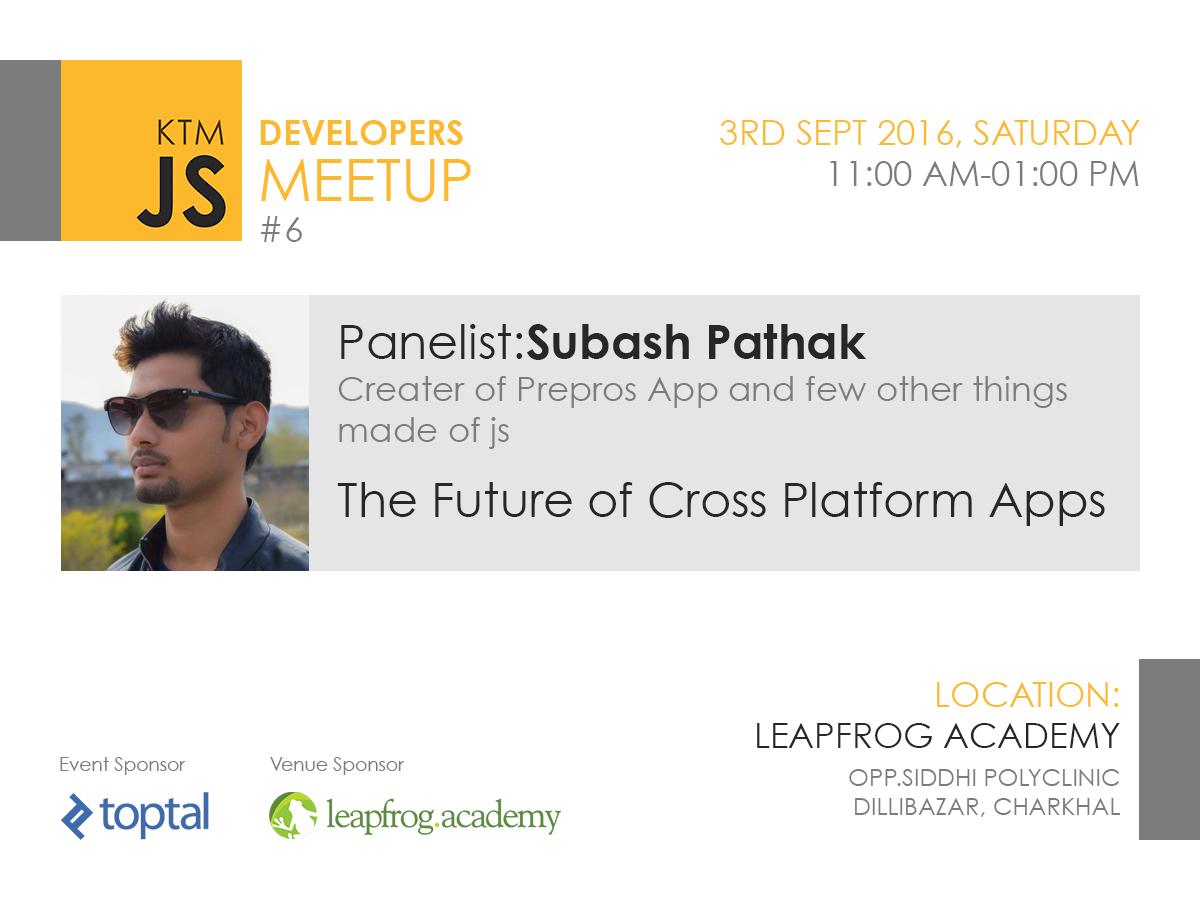 KTM
JS
DEVELOPERS
MEETUP
#6
3RD SEPT 2016, SATURDAY
11:00 AM-01:00 PM
Panelist:Subash Pathak
Creater of Prepros App and few other things
made of js
The Future of Cross Platform Apps
LOCATION:
LEAPFROG ACADEMY
OPP.SIDDHI POLYCLINIC
DILLIBAZAR, CHARKHAL
Event Sponsor
toptal
Venue Sponsor
leapfrog.academy